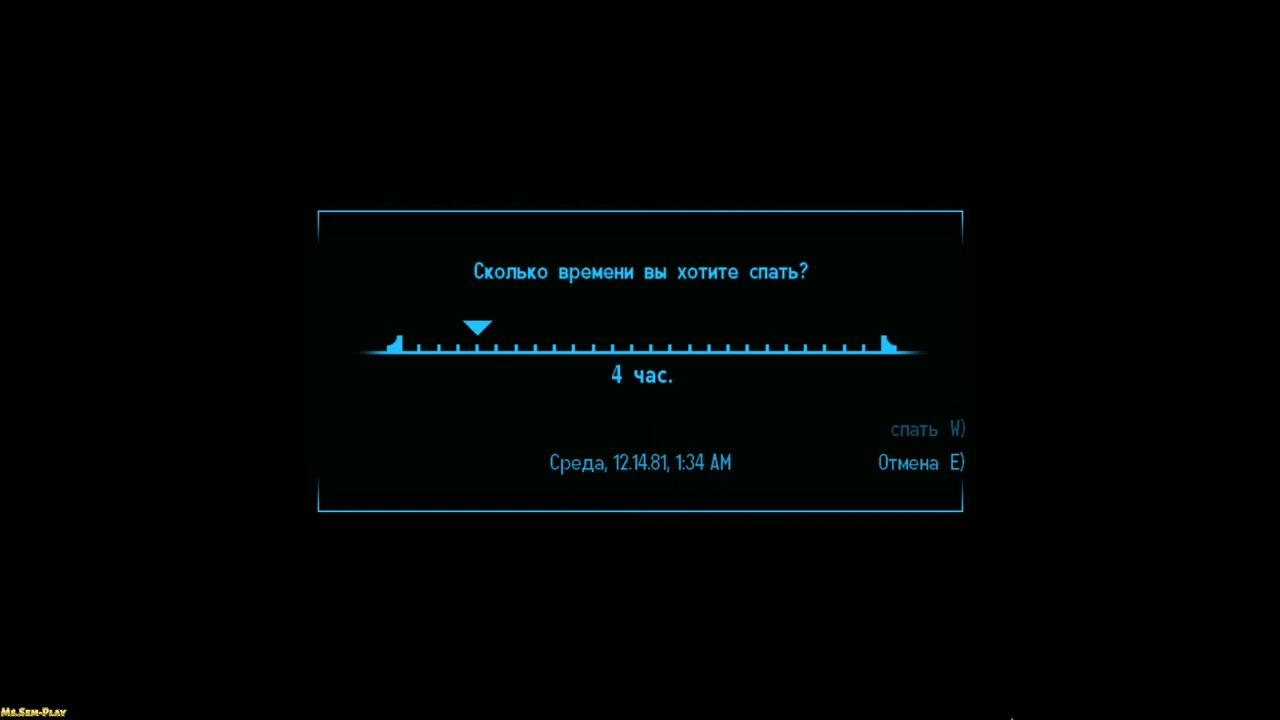 Сколько времени вы хотите спать?
4 час.
спать W)
Среда, 12.14.81, 1:34 AM
Отмена E)
Ms.Sem-Play